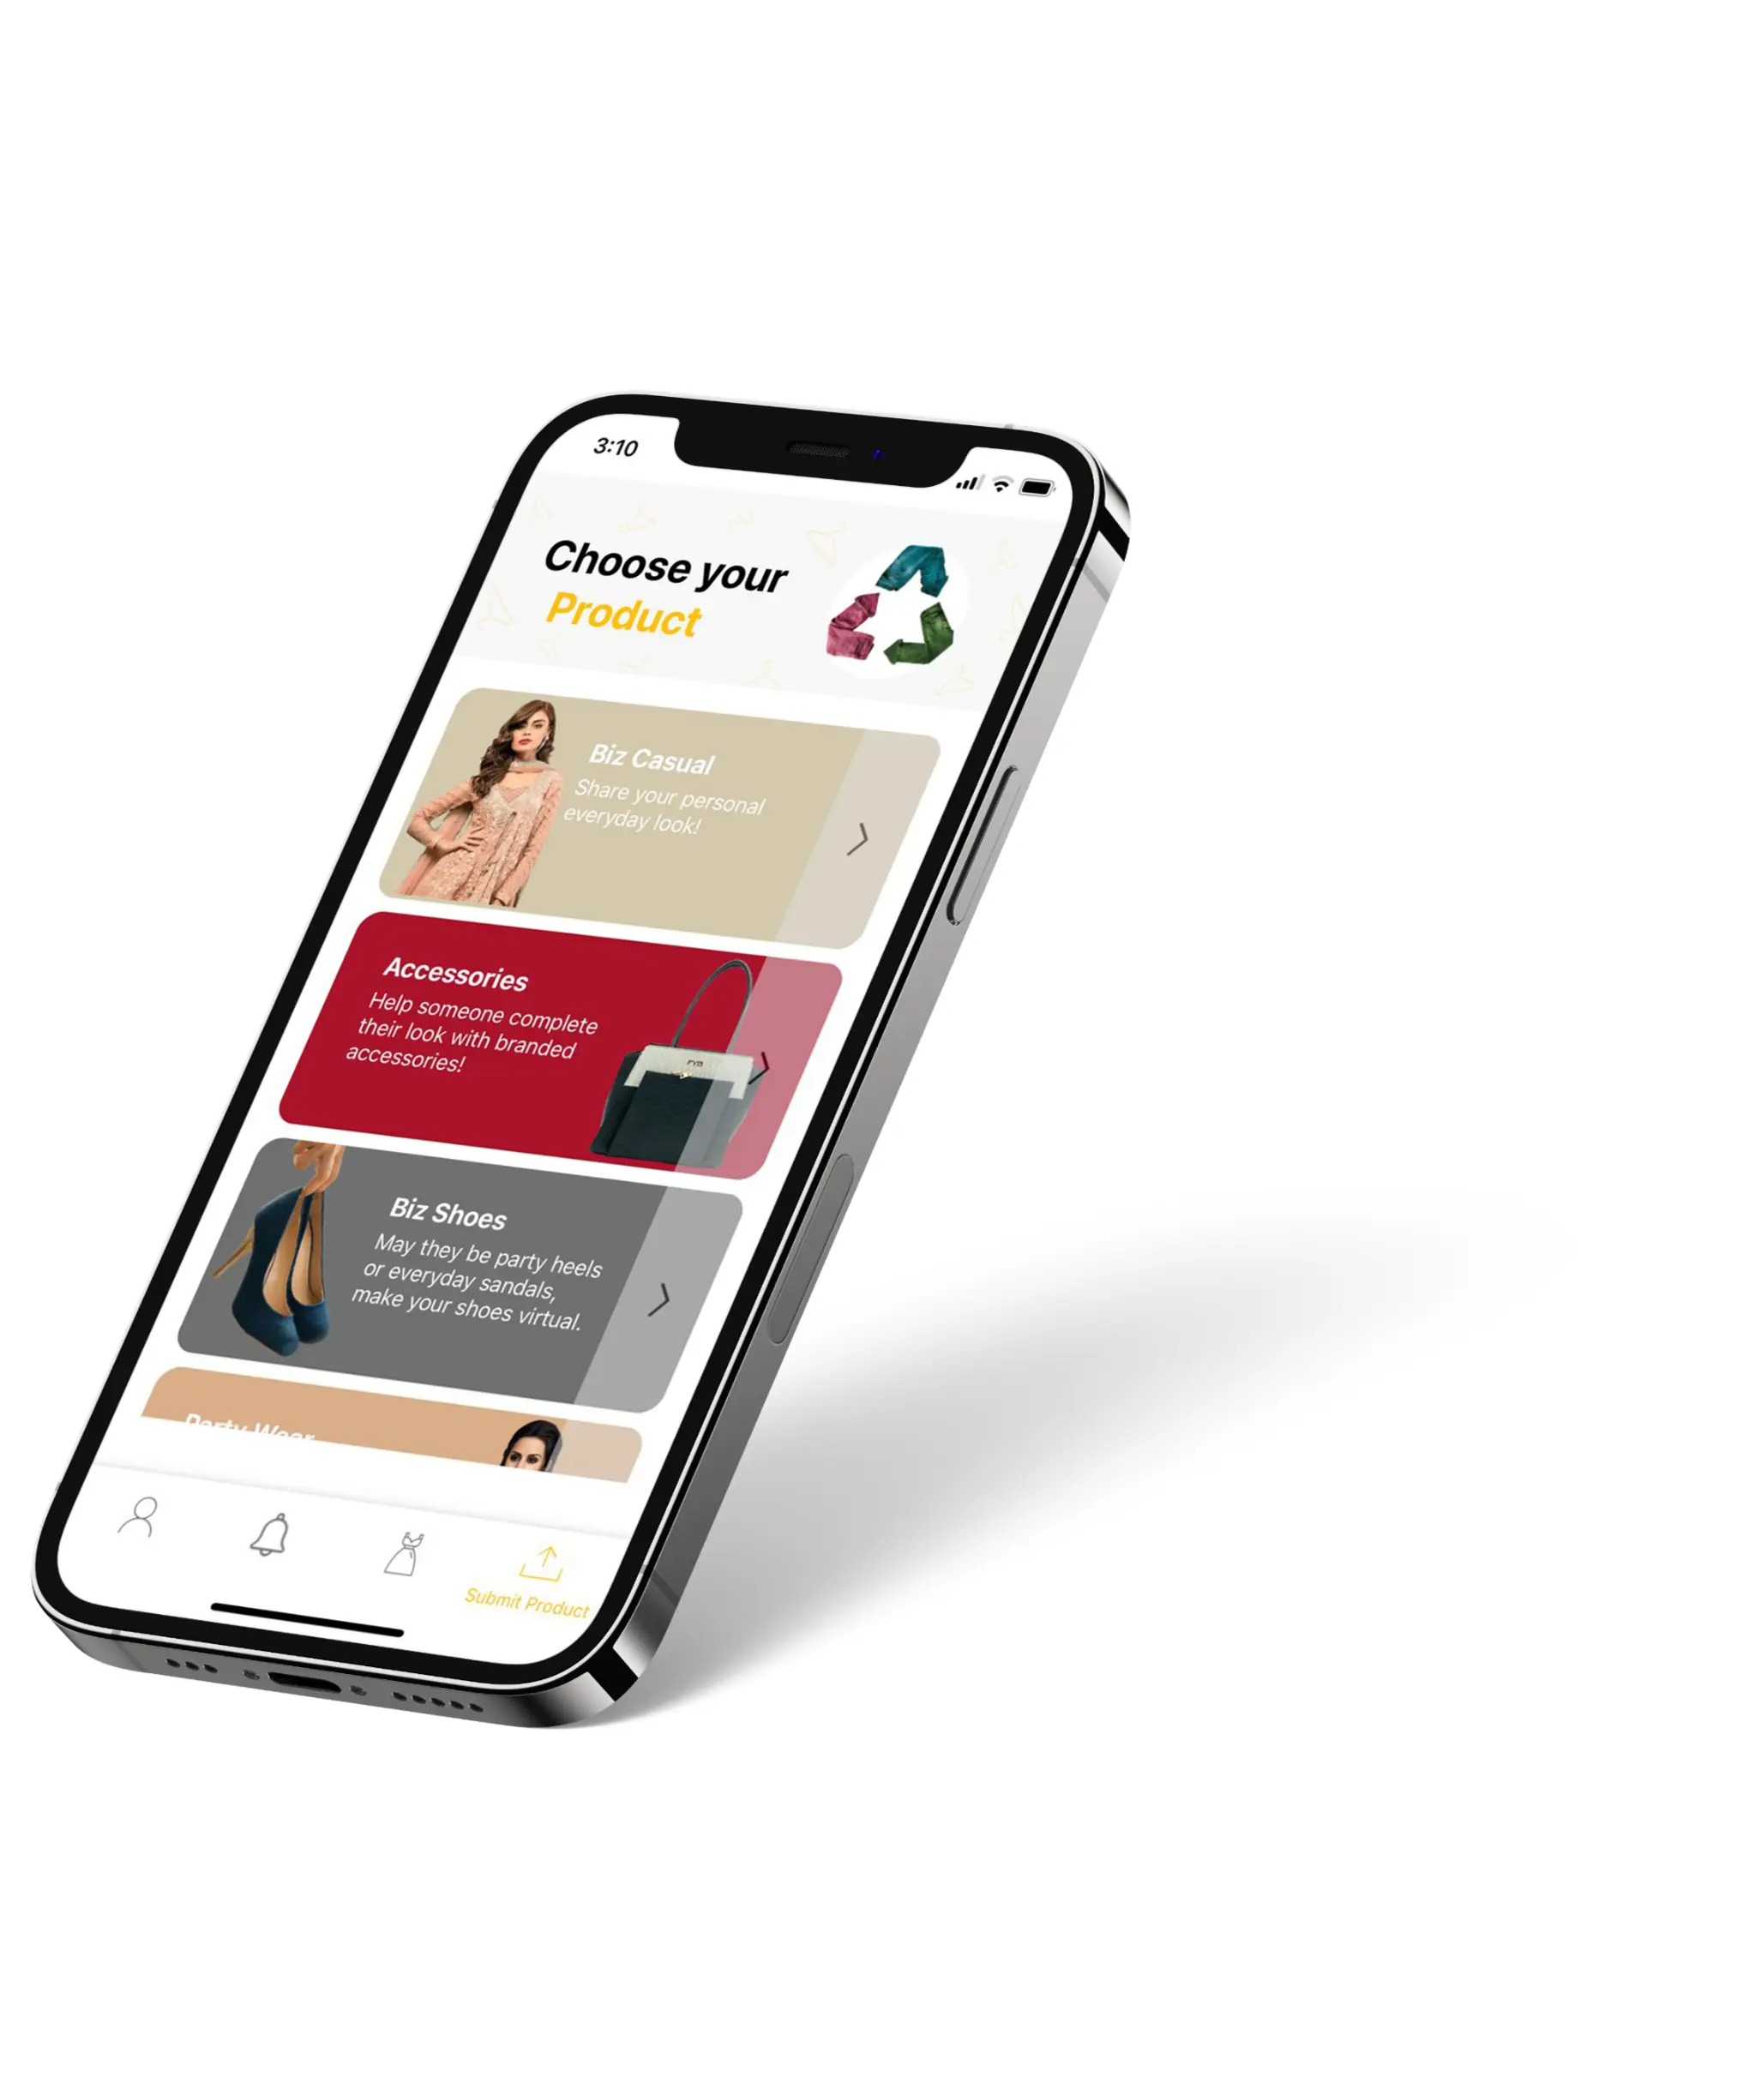 3:10
Choose your
Product
Biz Casual
Share your personal
everyday look!
Accessories
Help someone complete
their look with branded
accessories!
Biz Shoes
May they be party heels
or everyday sandals,
make your shoes virtual.
Party Wear
Submit Product